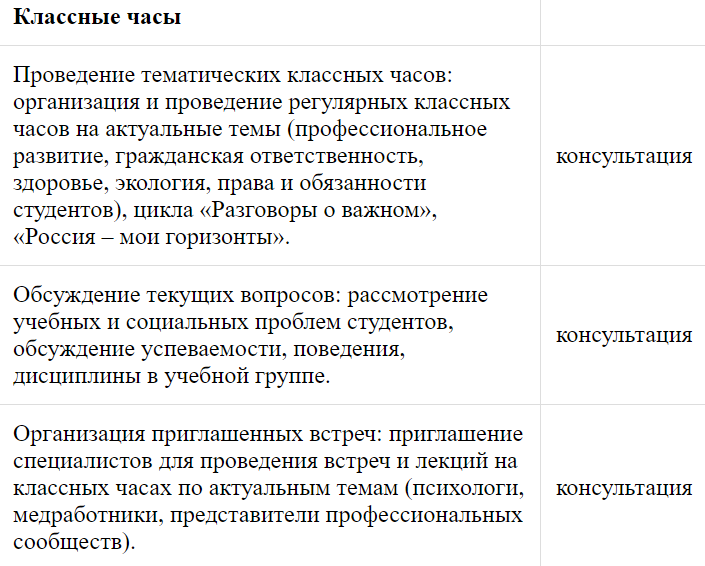 Классные часы
Проведение тематических классных часов:
организация и проведение регулярных классных
часов на актуальные темы (профессиональное
развитие, гражданская ответственность,
здоровье, экология, права и обязанности
студентов), цикла «Разговоры о важном»,
«Россия – мои горизонты».
консультация
Обсуждение текущих вопросов: рассмотрение
учебных и социальных проблем студентов,
обсуждение успеваемости, поведения,
дисциплины в учебной группе.
консультация
Организация приглашенных встреч: приглашение
специалистов для проведения встреч и лекций на
классных часах по актуальным темам (психологи,
медработники, представители профессиональных
сообществ).
консультация